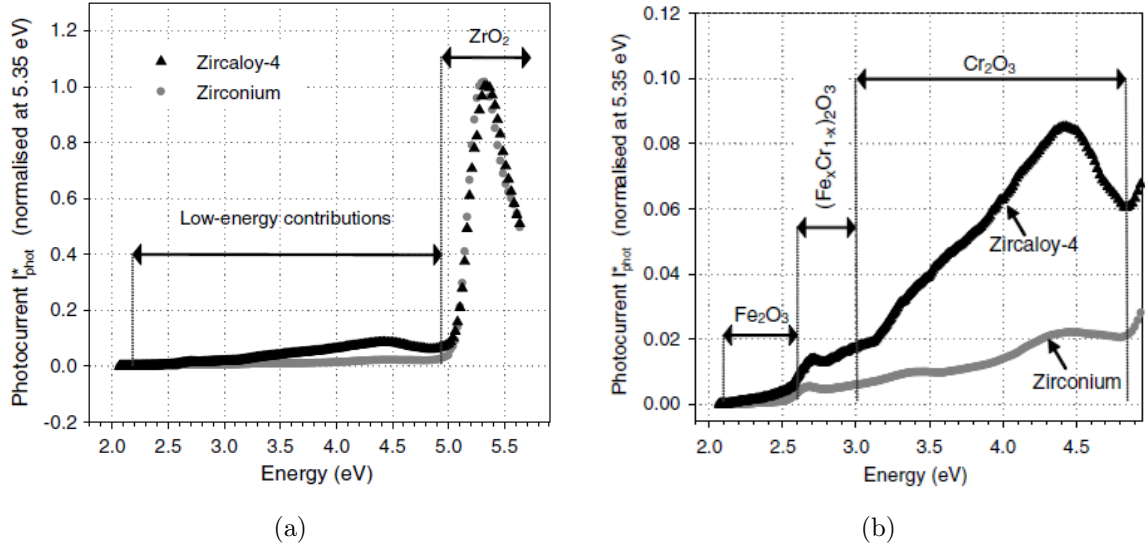 1.2
1.0
0.8
0.6
0.4
0.2
0.0
-0.2
Photocurrent I*phot (normalised at 5.35 eV)
ZrO2
Zircaloy-4
Zirconium
Low-energy contributions
2.0 2.5 3.0 3.5 4.0 4.5 5.0 5.5
Energy (eV)
(a)
0.12
0.10
0.08
0.06
0.04
0.02
0.00
Photocurrent I*phot (normalised at 5.35 eV)
Cr2O3
(FexCr1-x)2O3
Fe2O3
Zircaloy-4
Zirconium
2.0 2.5 3.0 3.5 4.0 4.5
Energy (eV)
(b)